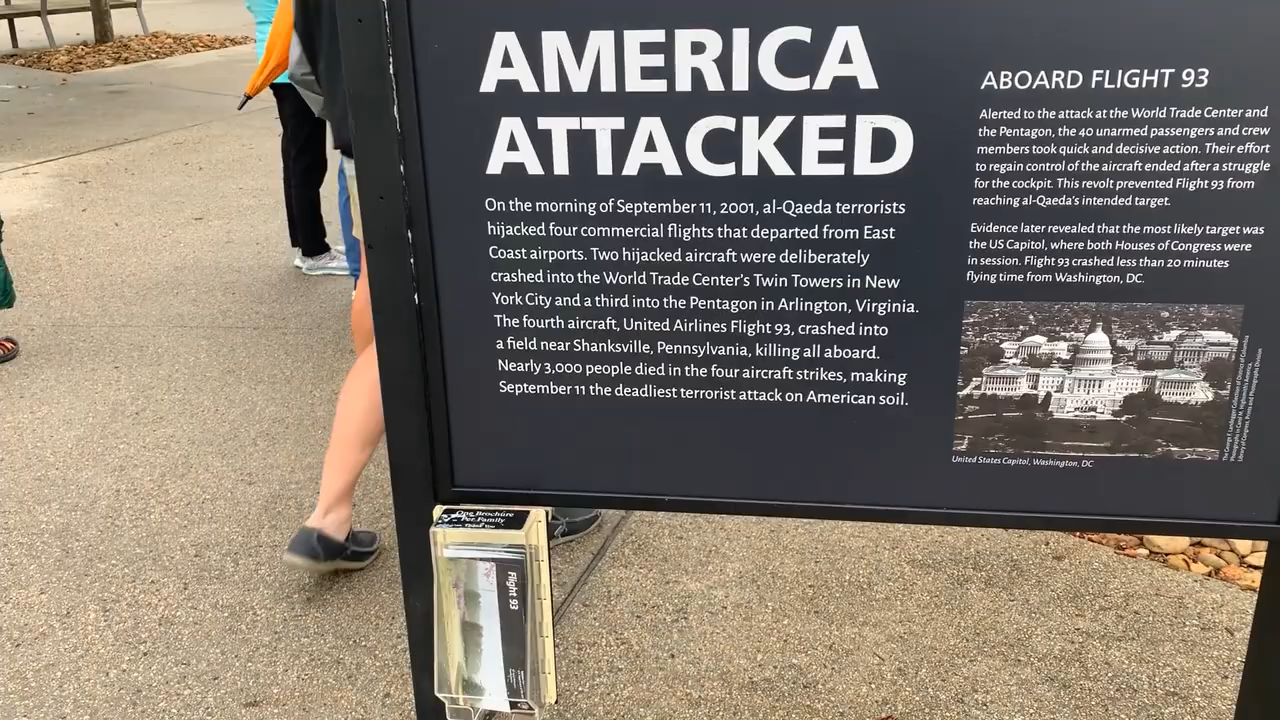 AMERICA
ATTACKED
On the morning of September 11, 2001, al-Qaeda terrorists
hijacked four commercial flights that departed from East
Coast airports. Two hijacked aircraft were deliberately
crashed into the World Trade Center's Twin Towers in New
York City and a third into the Pentagon in Arlington, Virginia.
The fourth aircraft, United Airlines Flight 93, crashed into
a field near Shanksville, Pennsylvania, killing all aboard.
Nearly 3,000 people died in the four aircraft strikes, making
September 11 the deadliest terrorist attack on American soil.
ABOARD FLIGHT 93
Alerted to the attack at the World Trade Center and
the Pentagon, the 40 unarmed passengers and crew
members took quick and decisive action. Their effort
to regain control of the aircraft ended after a struggle
for the cockpit. This revolt prevented Flight 93 from
reaching al-Qaeda's intended target.
Evidence later revealed that the most likely target was
the US Capitol, where both Houses of Congress were
in session. Flight 93 crashed less than 20 minutes
flying time from Washington, DC.
United States Capitol, Washington, DC
One Brochure
Per Family
Thank You
Flight 93